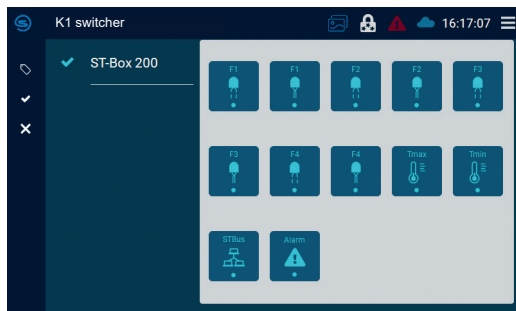 K1 switcher
16:17:07
ST-Box 200
F1 F1 F2 F2 F3
F3 F4 F4 Tmax Tmin
STBus Alarm